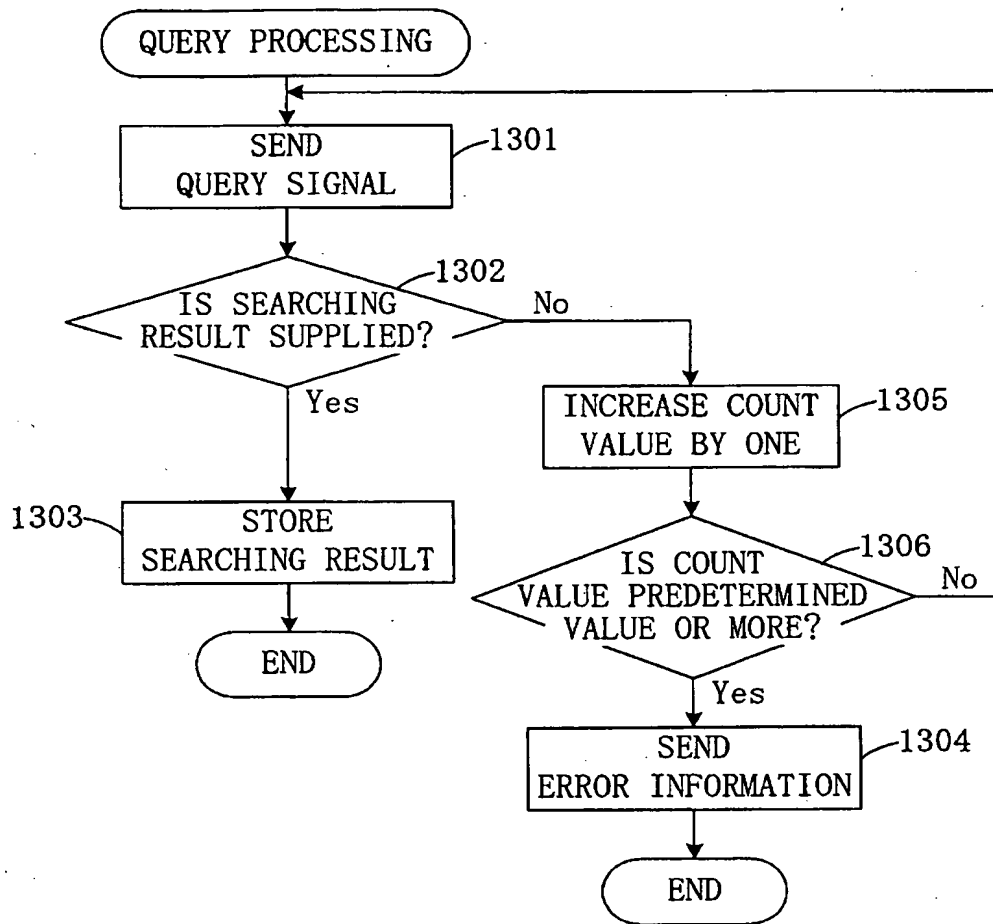 QUERY PROCESSING
SEND
QUERY SIGNAL
1301
IS SEARCHING
RESULT SUPPLIED?
1302
No
Yes
INCREASE COUNT
VALUE BY ONE
1305
1303
STORE
SEARCHING RESULT
END
IS COUNT
VALUE PREDETERMINED
VALUE OR MORE?
1306
No
Yes
SEND
ERROR INFORMATION
1304
END